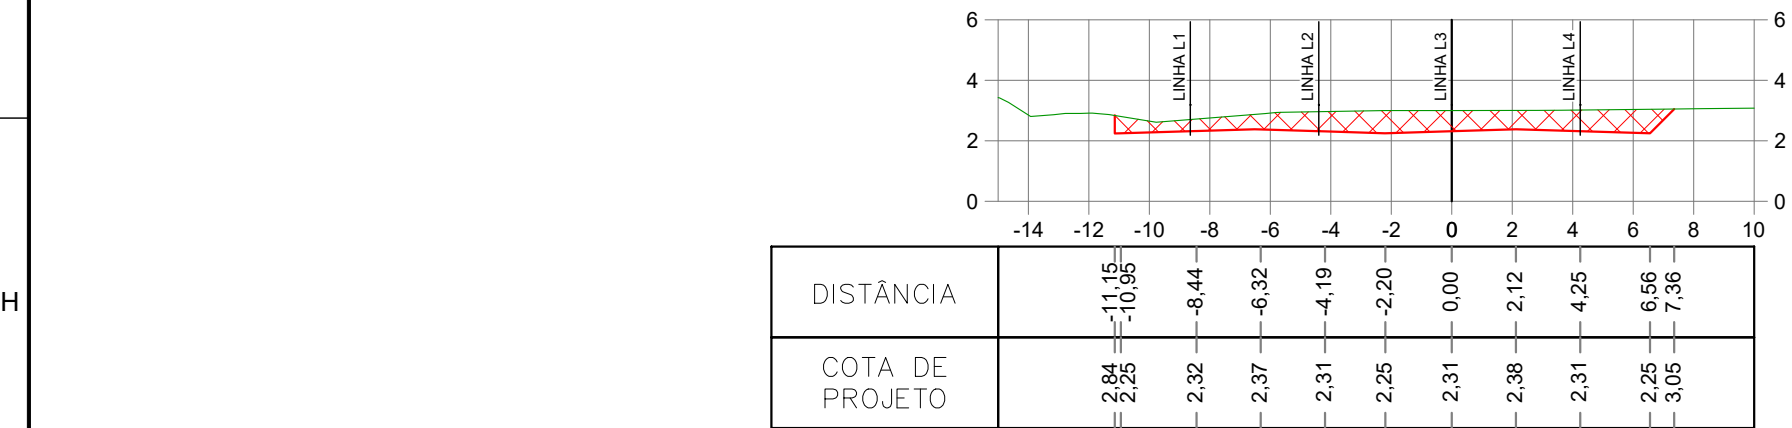 6 6
LINHA L1 LINHA L2 LINHA L3 LINHA L4
4 4
2 2
0 0
-14 -12 -10 -8 -6 -4 -2 0 2 4 6 8 10
H
DISTÂNCIA -11,15 -10,95 -8,44 -6,32 -4,19 -2,20 0,00 2,12 4,25 6,56 7,36
COTA DE
PROJETO 2,84 2,25 2,32 2,37 2,31 2,25 2,31 2,38 2,31 2,25 3,05